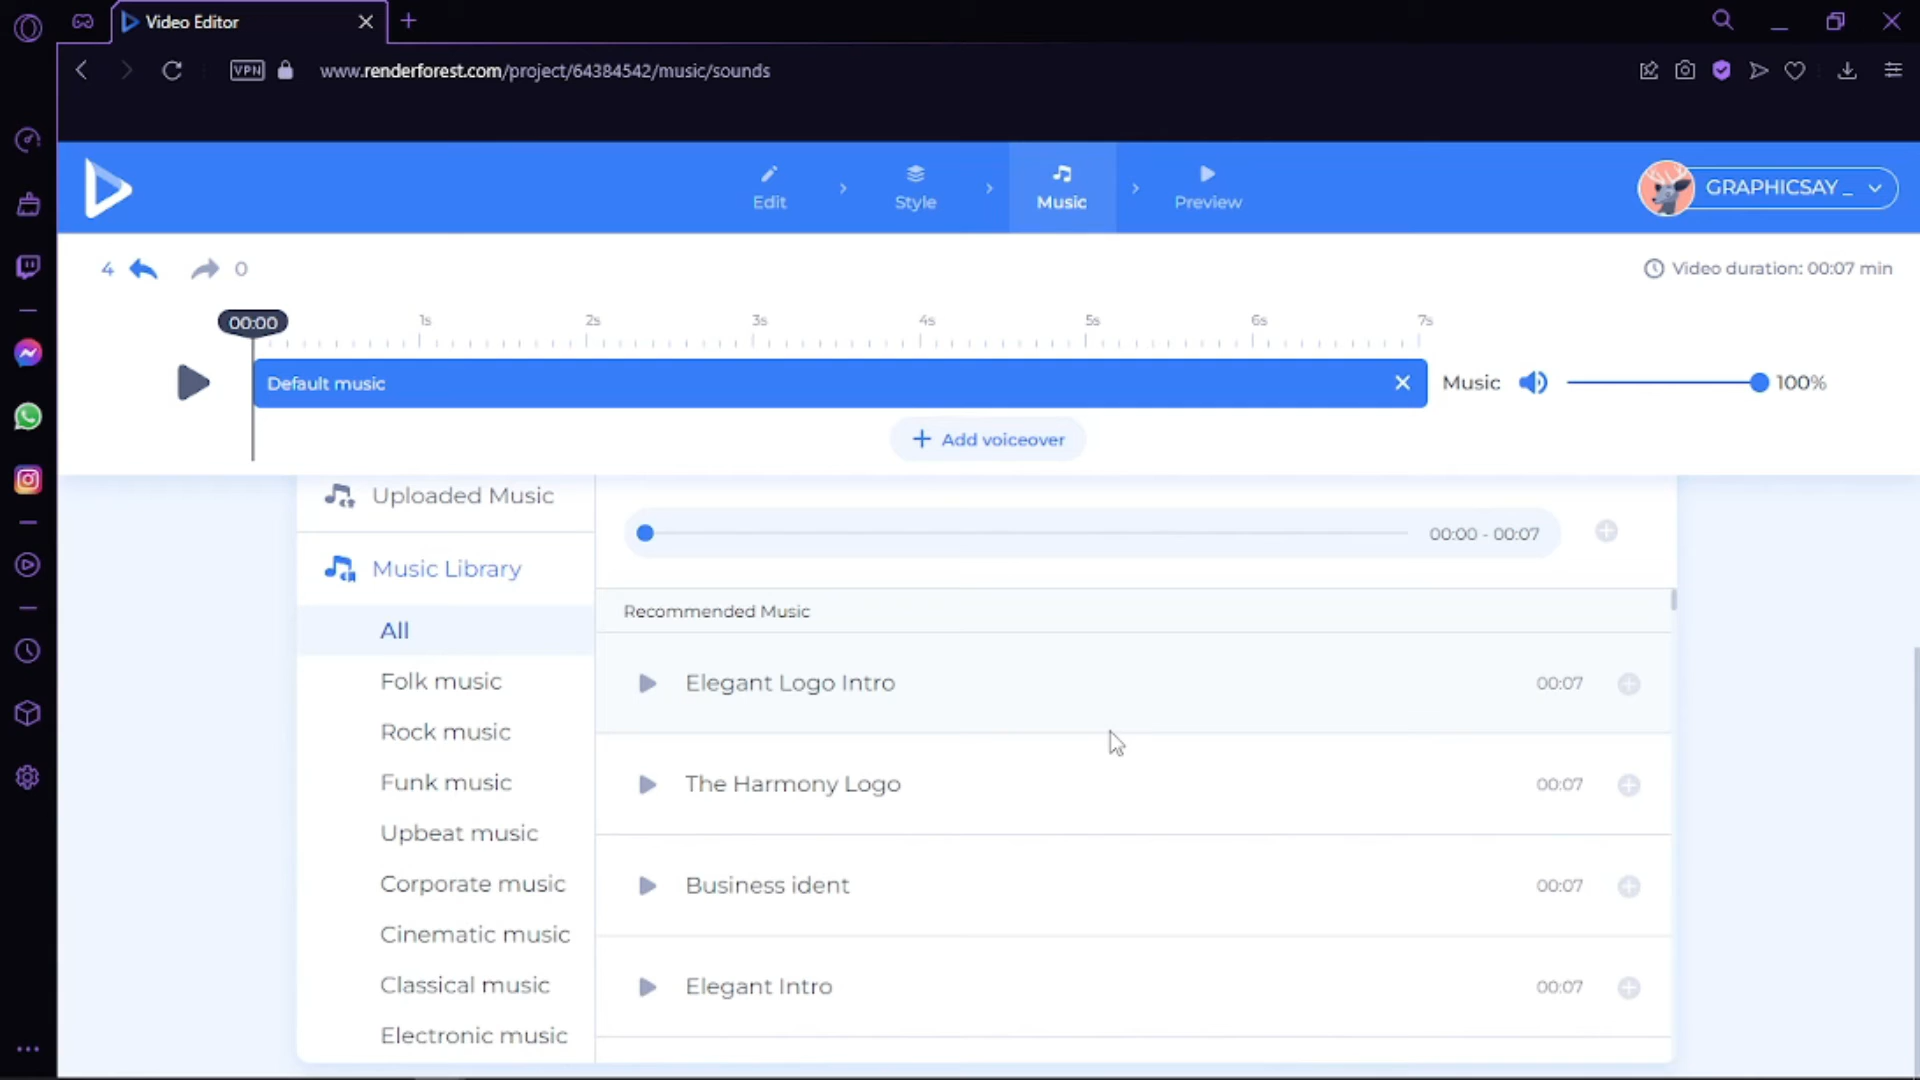 Video Editor
VPN
www.renderforest.com/project/64384542/music/sounds
Edit
Style
Music
Preview
GRAPHICSAY _
4
0
Video duration: 00:07 min
00:00
1s
2s
3s
4s
5s
6s
7s
Default music
Music
100%
+ Add voiceover
Uploaded Music
00:00 - 00:07
Music Library
Recommended Music
All
Folk music
Elegant Logo Intro
00:07
Rock music
Funk music
The Harmony Logo
00:07
Upbeat music
Corporate music
Business ident
00:07
Cinematic music
Classical music
Elegant Intro
00:07
Electronic music